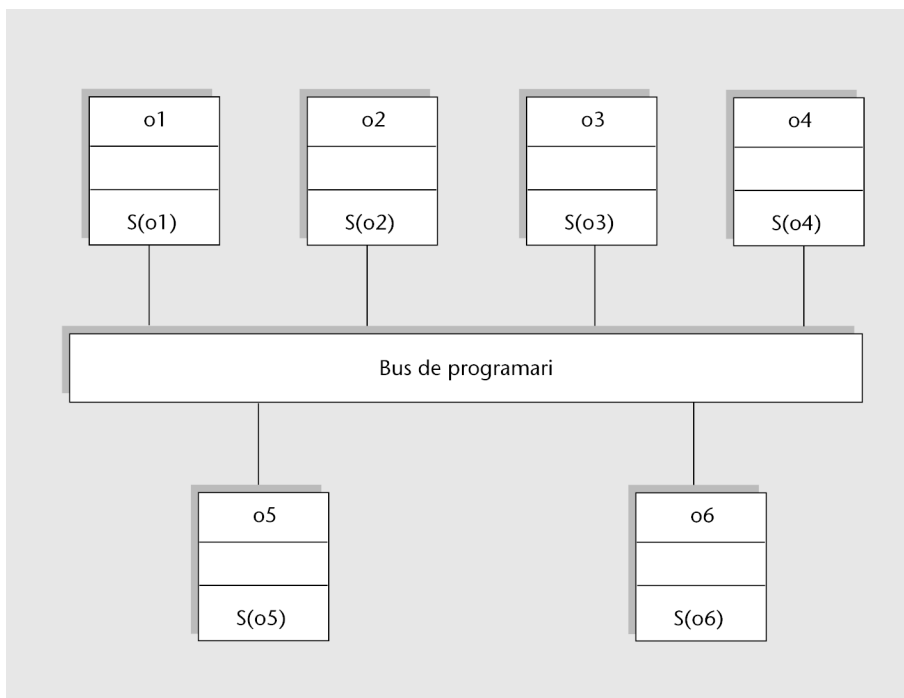 o1
o2
o3
o4
S(o1)
S(o2)
S(o3)
S(o4)
Bus de programari
o5
o6
S(o5)
S(o6)